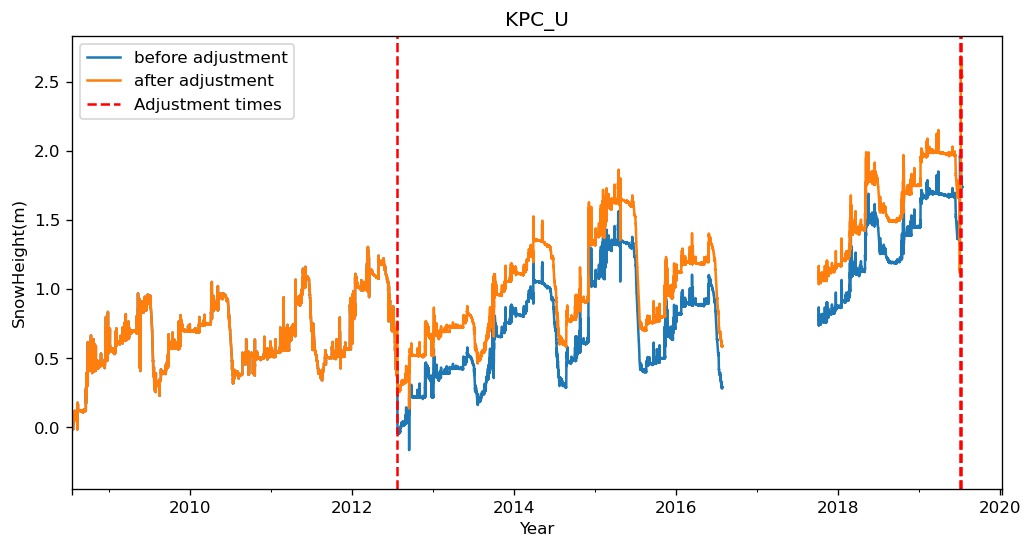 KPC_U
before adjustment
after adjustment
Adjustment times
SnowHeight(m)
2.5
2.0
1.5
1.0
0.5
0.0
2010 2012 2014 2016 2018 2020
Year